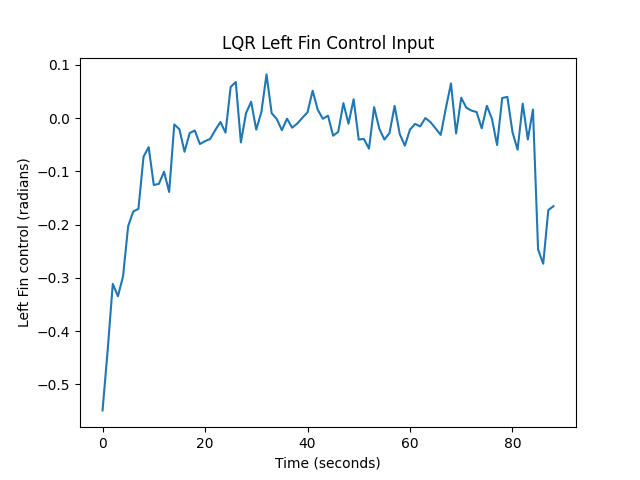 LQR Left Fin Control Input
0.1
0.0
−0.1
−0.2
−0.3
−0.4
−0.5
Left Fin control (radians)
0 20 40 60 80
Time (seconds)